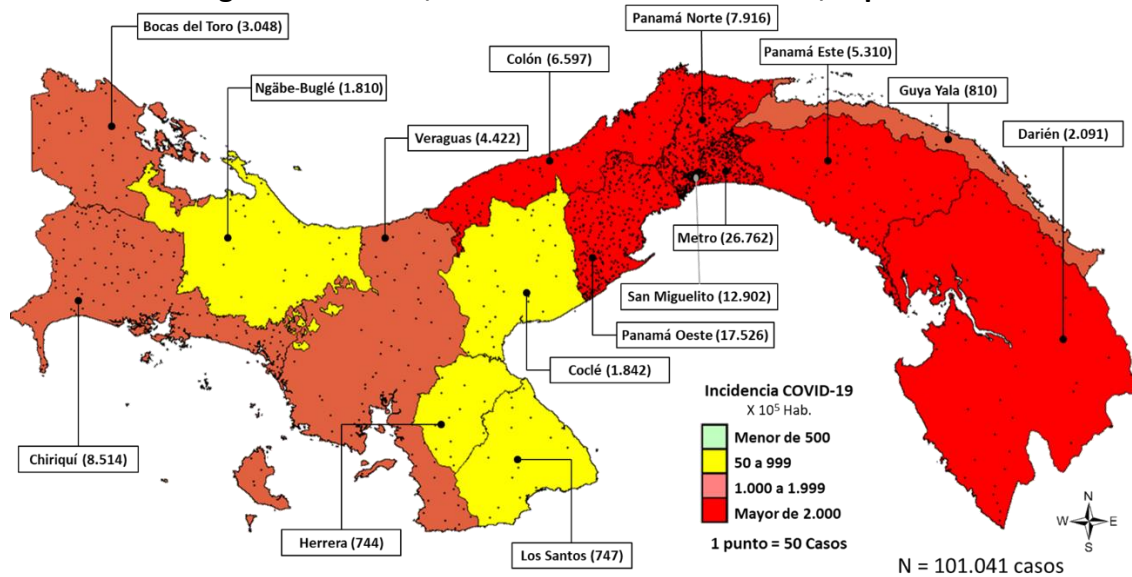 Bocas del Toro (3.048)
Panamá Norte (7.916)
Colón (6.597)
Panamá Este (5.310)
Ngäbe-Buglé (1.810)
Guya Yala (810)
Veraguas (4.422)
Darién (2.091)
Metro (26.762)
San Miguelito (12.902)
Panamá Oeste (17.526)
Coclé (1.842)
Chiriquí (8.514)
Herrera (744)
Los Santos (747)
Incidencia COVID-19
X 10⁵ Hab.
Menor de 500
50 a 999
1.000 a 1.999
Mayor de 2.000
1 punto = 50 Casos
N
W E
S
N = 101.041 casos